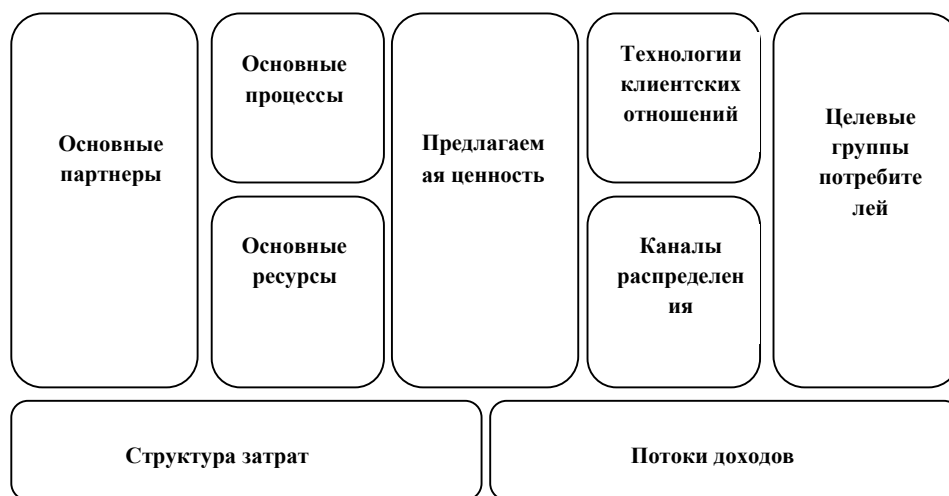 Основные
партнеры
Основные
процессы
Основные
ресурсы
Предлагаем
ая ценность
Технологии
клиентских
отношений
Каналы
распределен
ия
Целевые
группы
потребите
лей
Структура затрат
Потоки доходов